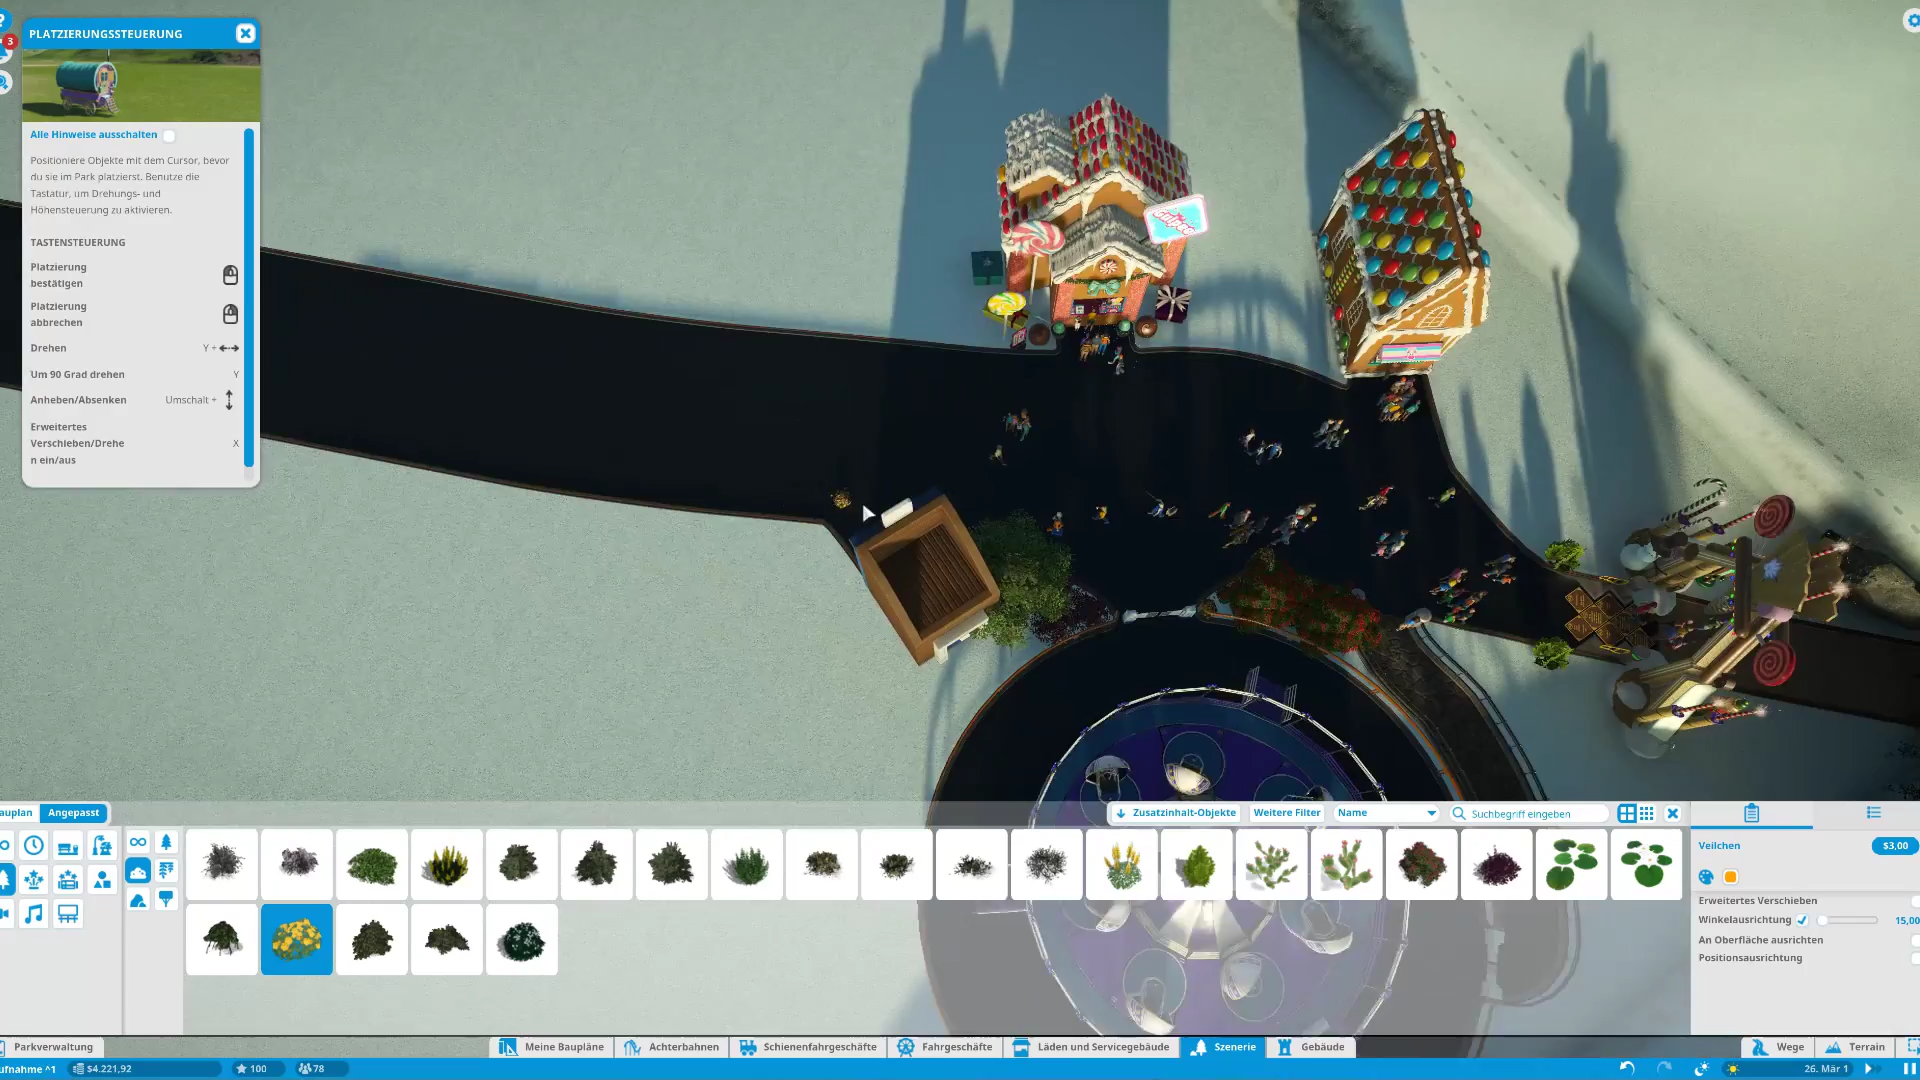 ?
3
PLATZIERUNGSSTEUERUNG
Alle Hinweise ausschalten
Positioniere Objekte mit dem Cursor, bevor
du sie im Park platzierst. Benutze die
Tastatur, um Drehungs- und
Höhensteuerung zu aktivieren.
TASTENSTEUERUNG
Platzierung
bestätigen
Platzierung
abbrechen
Drehen Y +
Um 90 Grad drehen Y
Anheben/Absenken Umschalt +
Erweitertes
Verschieben/Drehe
n ein/aus X
auplan Angepasst
Zusatzinhalt-Objekte Weitere Filter Name Suchbegriff eingeben
Veilchen $3,00
Erweitertes Verschieben
Winkelausrichtung 15,00
An Oberfläche ausrichten
Positionsausrichtung
Parkverwaltung Meine Baupläne Achterbahnen Schienenfahrgeschäfte Fahrgeschäfte Läden und Servicegebäude Szenerie Gebäude Wege Terrain
ufnahme ^1 $4.221,92 100 78 26. Mär 1